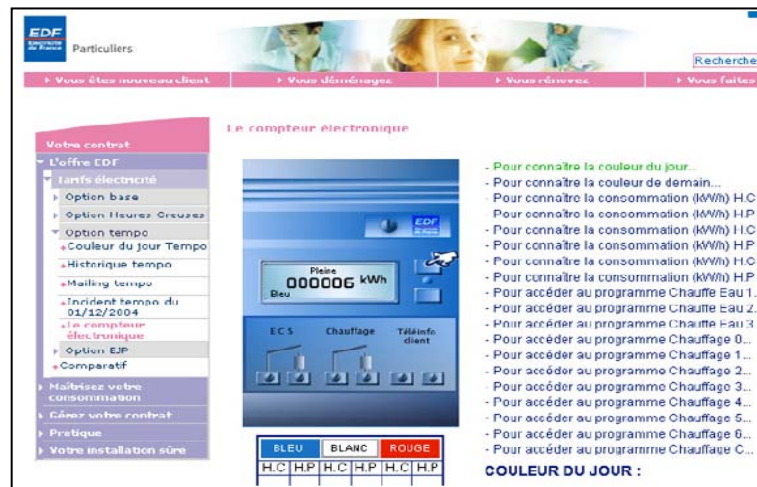 EDF
Electricité
de France
Particuliers
Recherche
Vous êtes nouveau client
Vous déménagez
Vous rénovez
Vous faites
Le compteur électronique
Votre contrat
L'offre EDF
Tarifs électricité
Option base
Option Heures Creuses
Option tempo
Couleur du jour Tempo
Historique tempo
Mailing tempo
Incident tempo du
01/12/2004
Le compteur
électronique
Option EJP
Comparatif
Maîtrisez votre
consommation
Gérez votre contrat
Pratique
Votre installation sûre
EDF
Pleine
000006 kWh
Bleu
ECS
Chauffage
Téléinfo
client
BLEU BLANC ROUGE
H.C H.P H.C H.P H.C H.P
- Pour connaître la couleur du jour...
- Pour connaître la couleur de demain...
- Pour connaître la consommation (kWh) H.C
- Pour connaître la consommation (kWh) H.P
- Pour connaître la consommation (kWh) H.C
- Pour connaître la consommation (kWh) H.P
- Pour connaître la consommation (kWh) H.C
- Pour connaître la consommation (kWh) H.P
- Pour accéder au programme Chauffe Eau 1.
- Pour accéder au programme Chauffe Eau 2.
- Pour accéder au programme Chauffe Eau 3.
- Pour accéder au programme Chauffage 0...
- Pour accéder au programme Chauffage 1...
- Pour accéder au programme Chauffage 2...
- Pour accéder au programme Chauffage 3...
- Pour accéder au programme Chauffage 4...
- Pour accéder au programme Chauffage 5...
- Pour accéder au programme Chauffage 6...
- Pour accéder au programme Chauffage C...
COULEUR DU JOUR :